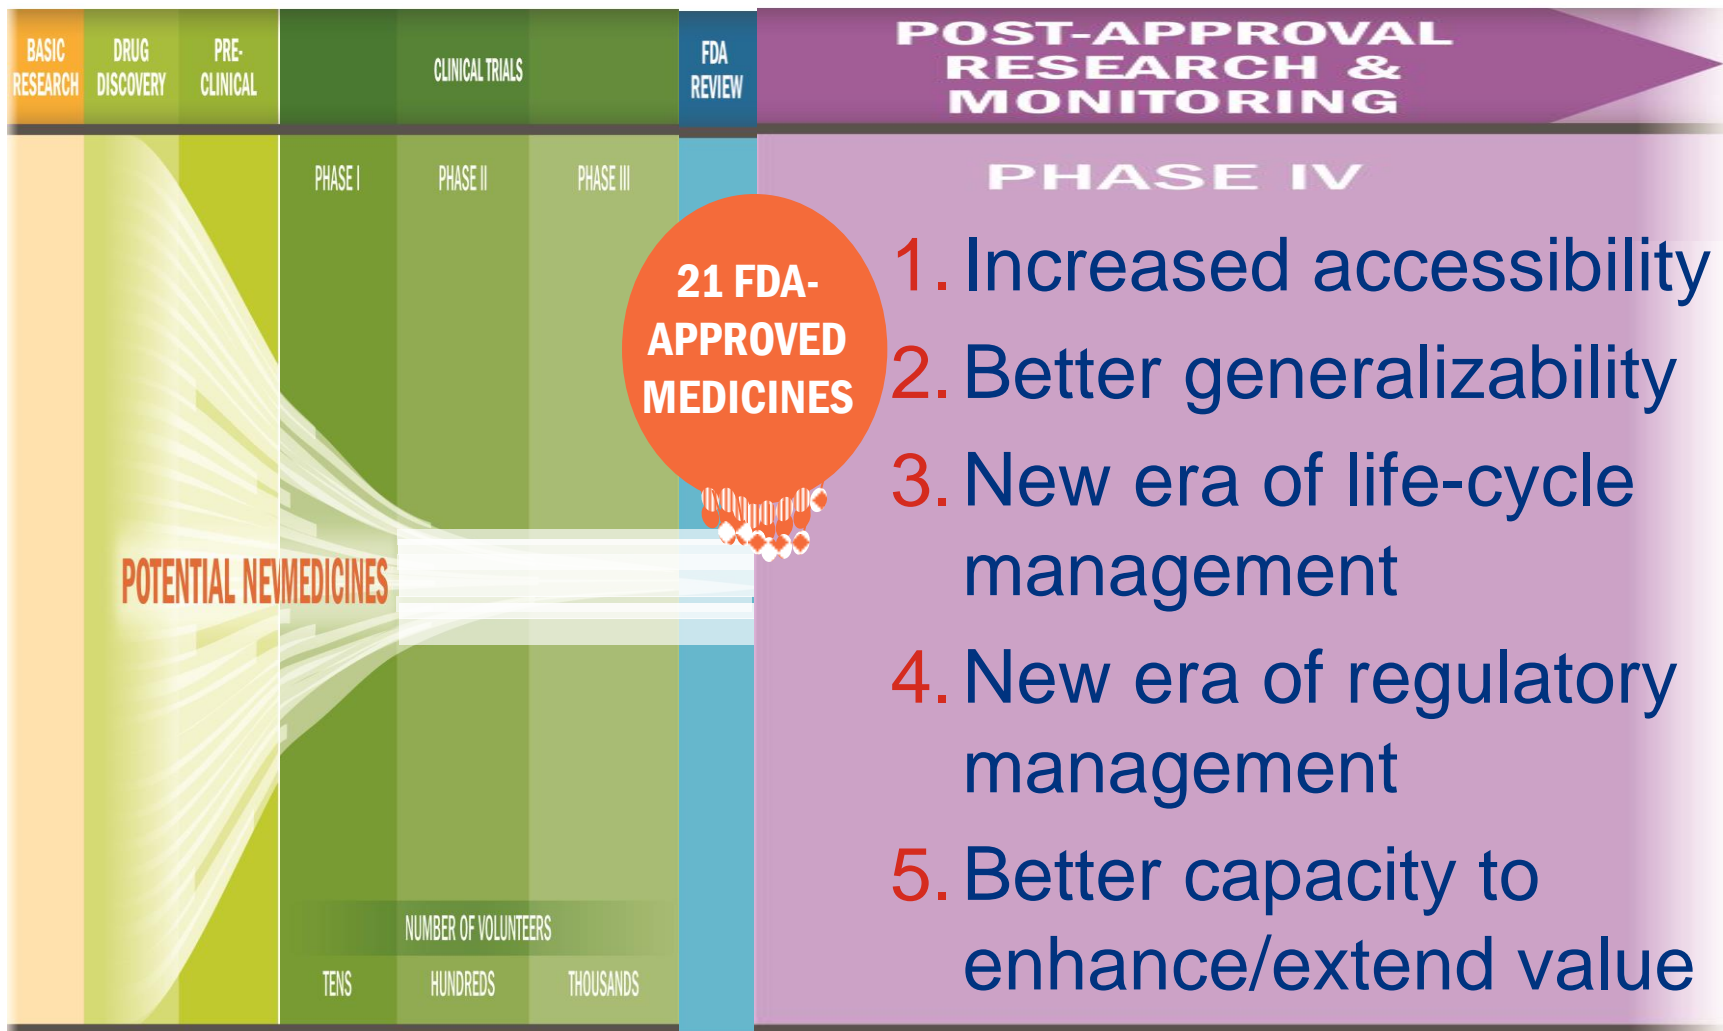 BASIC
RESEARCH
DRUG
DISCOVERY
PRE-
CLINICAL
CLINICAL TRIALS
FDA
REVIEW
POST-APPROVAL
RESEARCH &
MONITORING
PHASE I
PHASE II
PHASE III
PHASE IV
21 FDA-
APPROVED
MEDICINES
POTENTIAL NEW MEDICINES
1. Increased accessibility
2. Better generalizability
3. New era of life-cycle
management
4. New era of regulatory
management
5. Better capacity to
enhance/extend value
NUMBER OF VOLUNTEERS
TENS
HUNDREDS
THOUSANDS